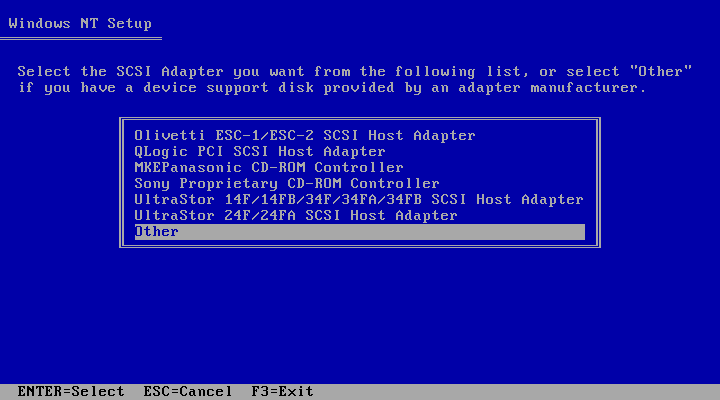 Windows NT Setup
Select the SCSI Adapter you want from the following list, or select "Other"
if you have a device support disk provided by an adapter manufacturer.
Olivetti ESC-1/ESC-2 SCSI Host Adapter
QLogic PCI SCSI Host Adapter
MKEPanasonic CD-ROM Controller
Sony Proprietary CD-ROM Controller
UltraStor 14F/14FB/34F/34FA/34FB SCSI Host Adapter
UltraStor 24F/24FA SCSI Host Adapter
Other
ENTER=Select  ESC=Cancel  F3=Exit